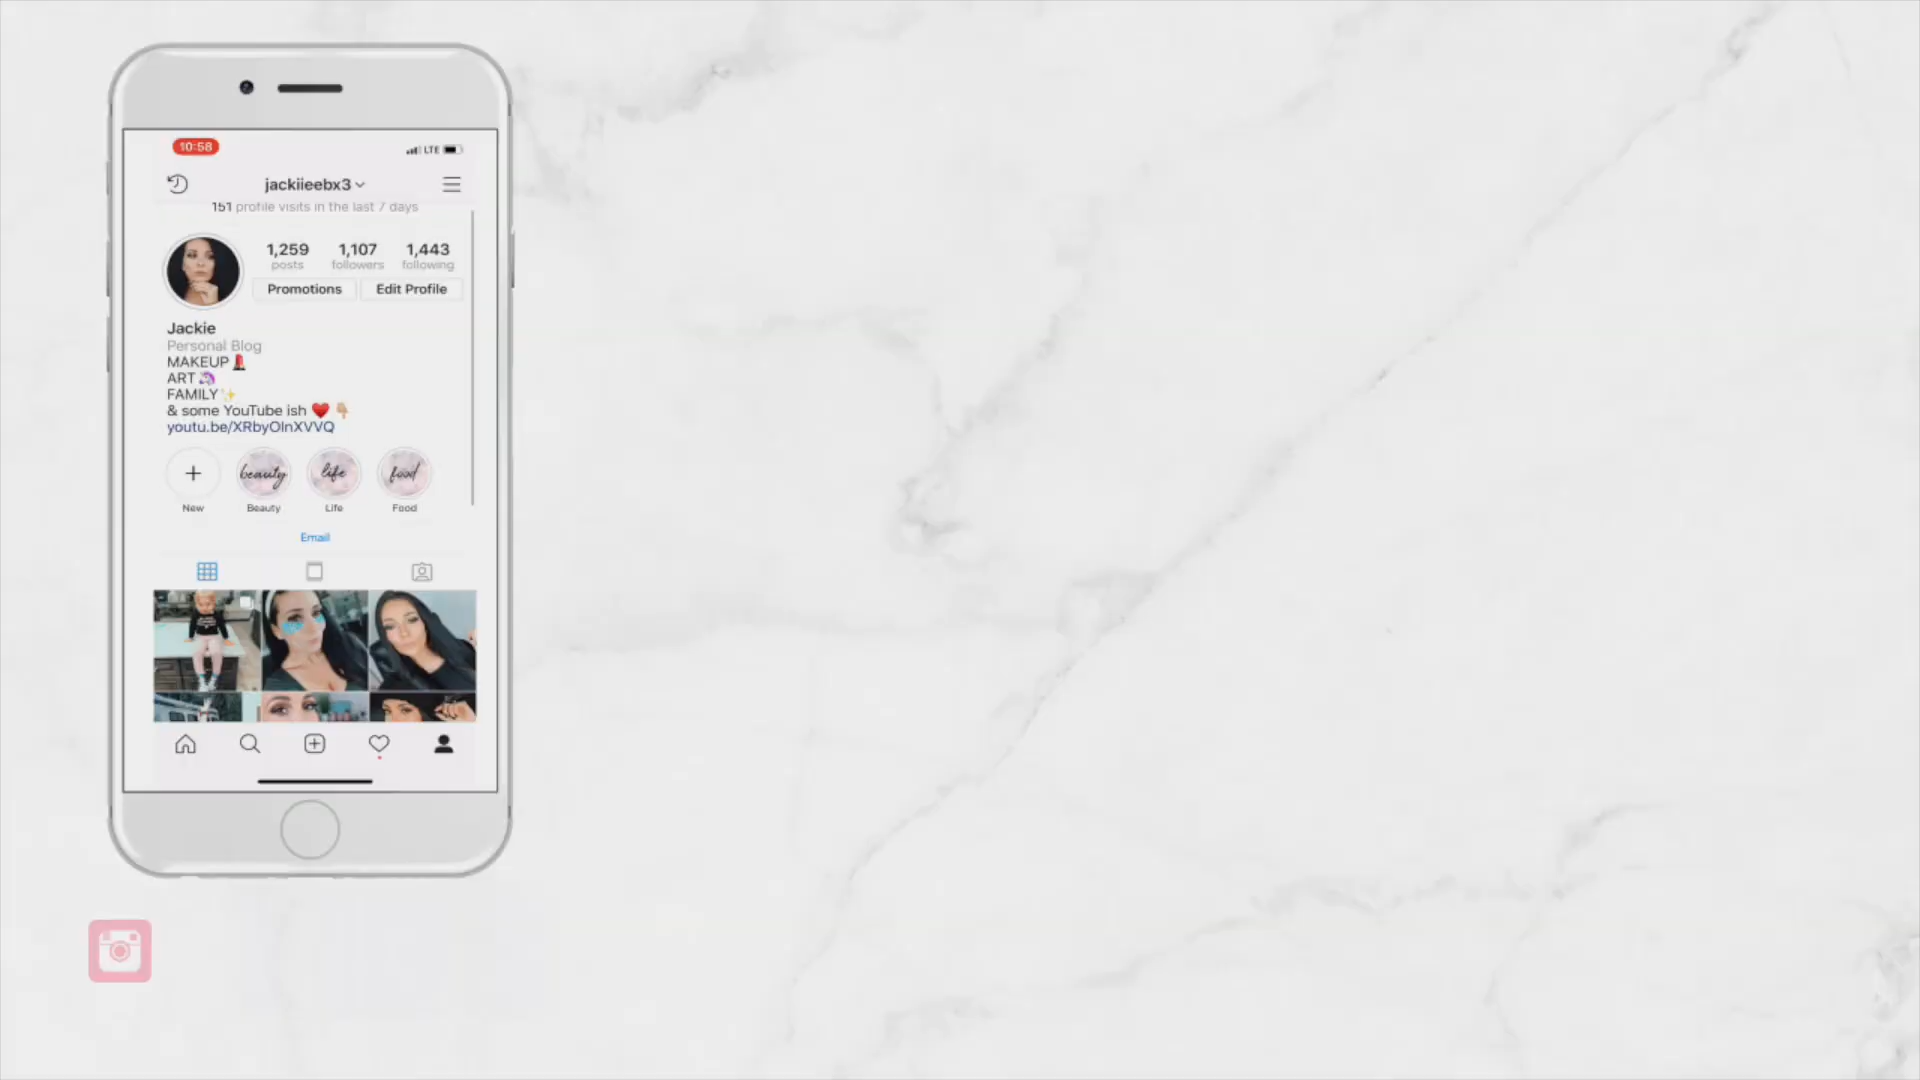 10:58
LTE
jackiieebx3
151 profile visits in the last 7 days
1,259 1,107 1,443
posts followers following
Promotions Edit Profile
Jackie
Personal Blog
MAKEUP💄
ART🦄
FAMILY✨
& some YouTube ish ❤️ 👇🏼
youtu.be/XRbyOlnXVVQ
beauty life food
New Beauty Life Food
Email